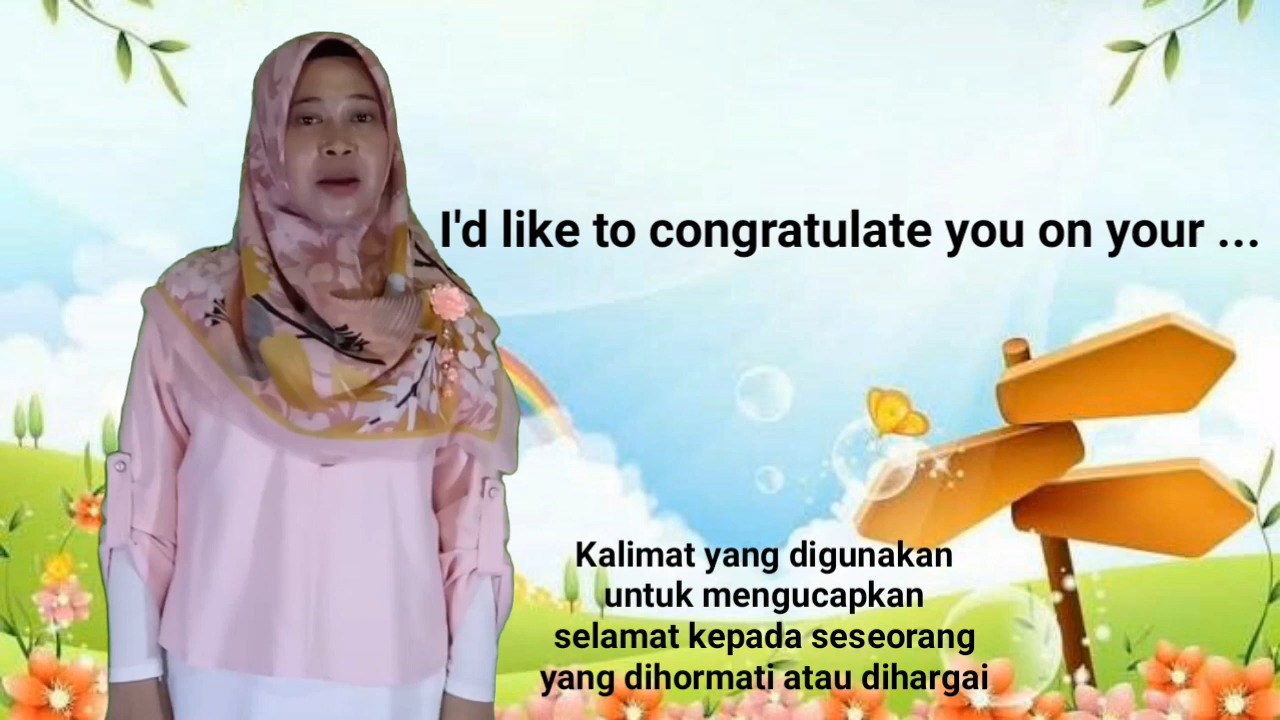 I'd like to congratulate you on your ...
Kalimat yang digunakan
untuk mengucapkan
selamat kepada seseorang
yang dihormati atau dihargai